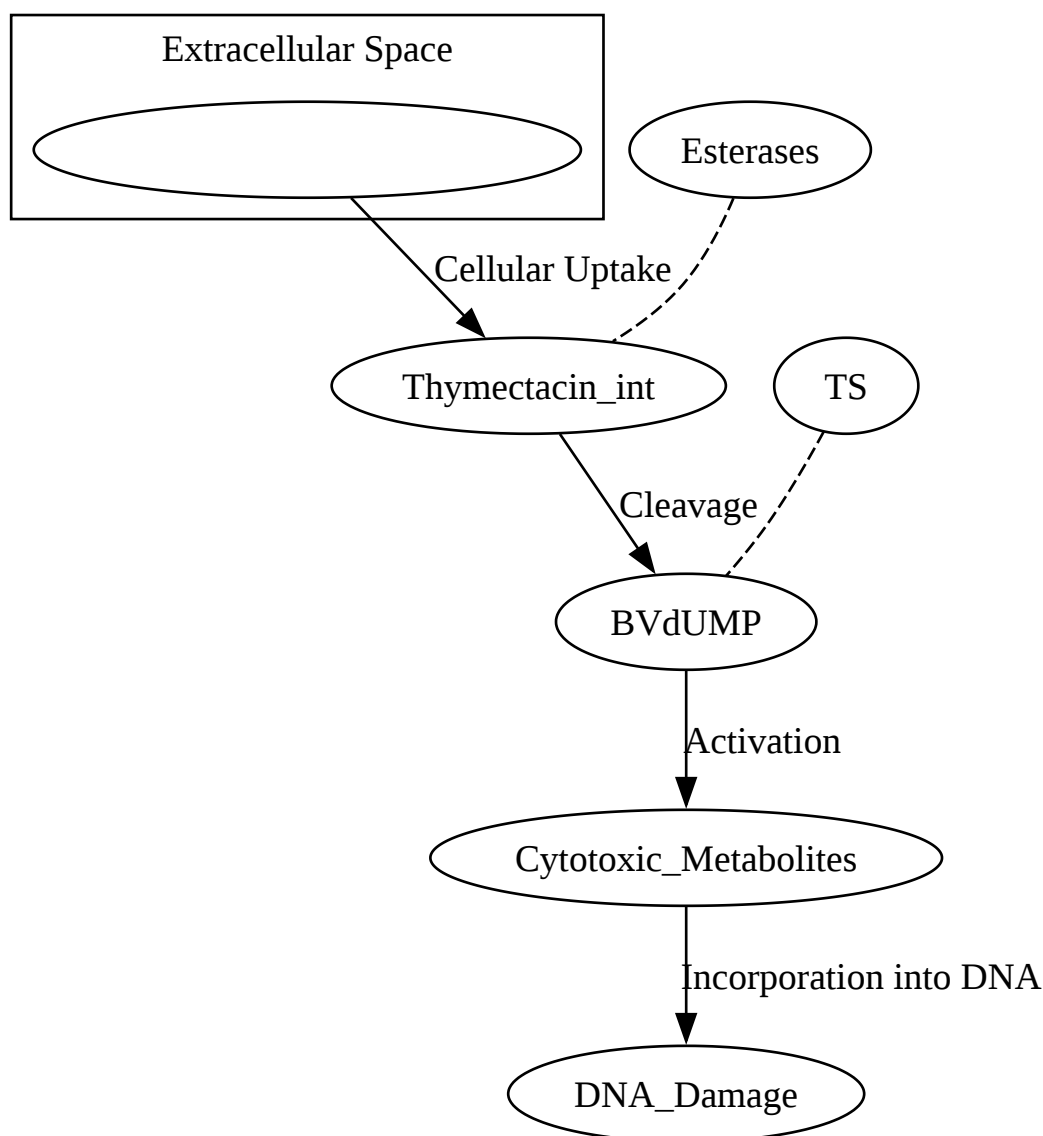 Extracellular Space
Esterases
Cellular Uptake
Thymectacin_int
TS
Cleavage
BVdUMP
Activation
Cytotoxic_Metabolites
Incorporation into DNA
DNA_Damage